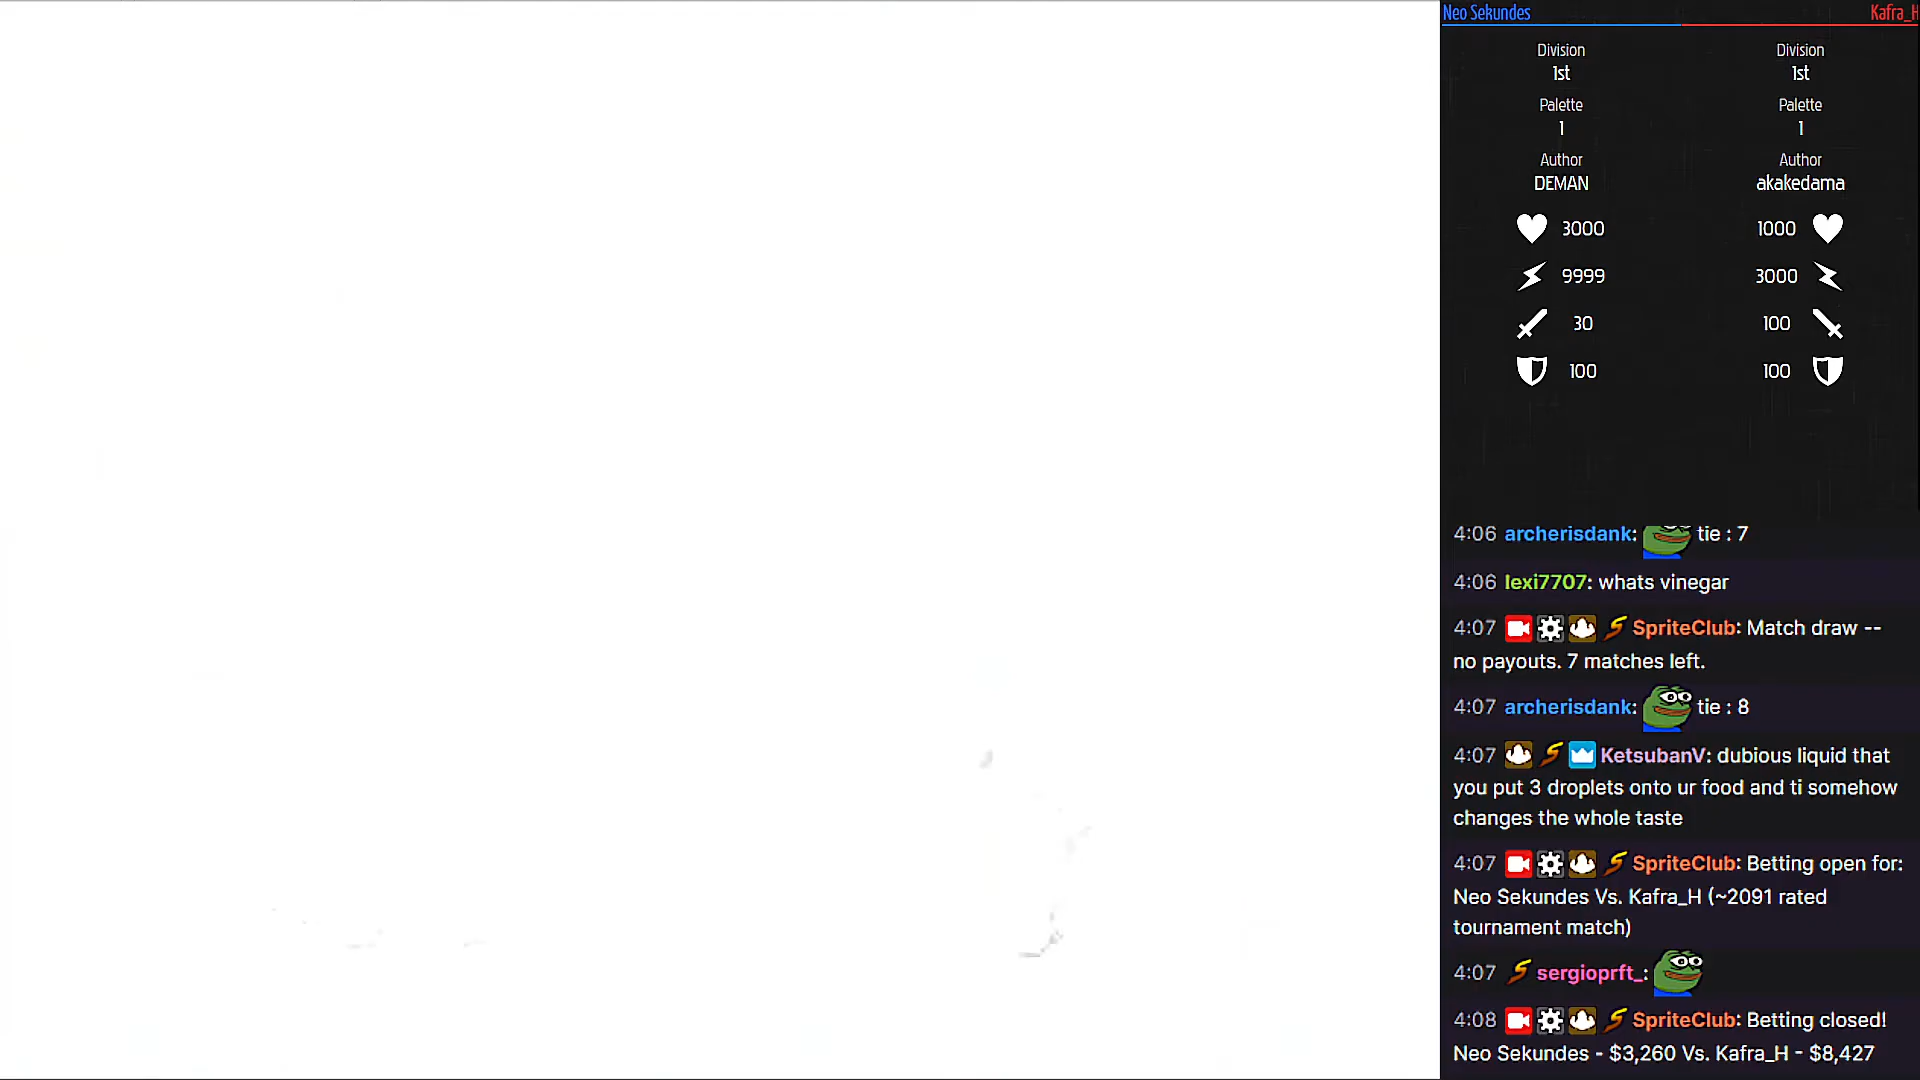 Neo Sekundes
Kafra_H
Division
1st
Palette
1
Author
DEMAN
3000
9999
30
100
Division
1st
Palette
1
Author
akakedama
1000
3000
100
100
4:06 archerisdank: tie : 7
4:06 lexi7707: whats vinegar
4:07 SpriteClub: Match draw --
no payouts. 7 matches left.
4:07 archerisdank: tie : 8
4:07 KetsubanV: dubious liquid that
you put 3 droplets onto ur food and ti somehow
changes the whole taste
4:07 SpriteClub: Betting open for:
Neo Sekundes Vs. Kafra_H (~2091 rated
tournament match)
4:07 sergioprft_:
4:08 SpriteClub: Betting closed!
Neo Sekundes - $3,260 Vs. Kafra_H - $8,427